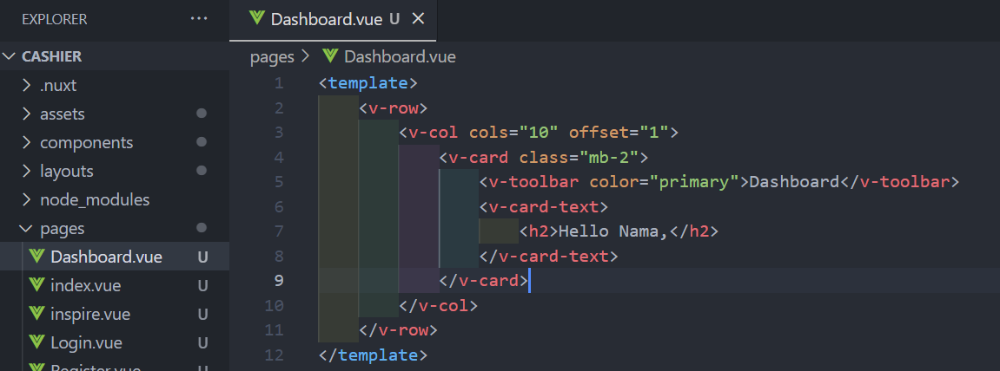 EXPLORER
CASHIER
.nuxt
assets
components
layouts
node_modules
pages
Dashboard.vue U
index.vue U
inspire.vue U
Login.vue U
Register.vue U
Dashboard.vue U
pages > Dashboard.vue
1 <template>
2 <v-row>
3 <v-col cols="10" offset="1">
4 <v-card class="mb-2">
5 <v-toolbar color="primary">Dashboard</v-toolbar>
6 <v-card-text>
7 <h2>Hello Nama,</h2>
8 </v-card-text>
9 </v-card>
10 </v-col>
11 </v-row>
12 </template>